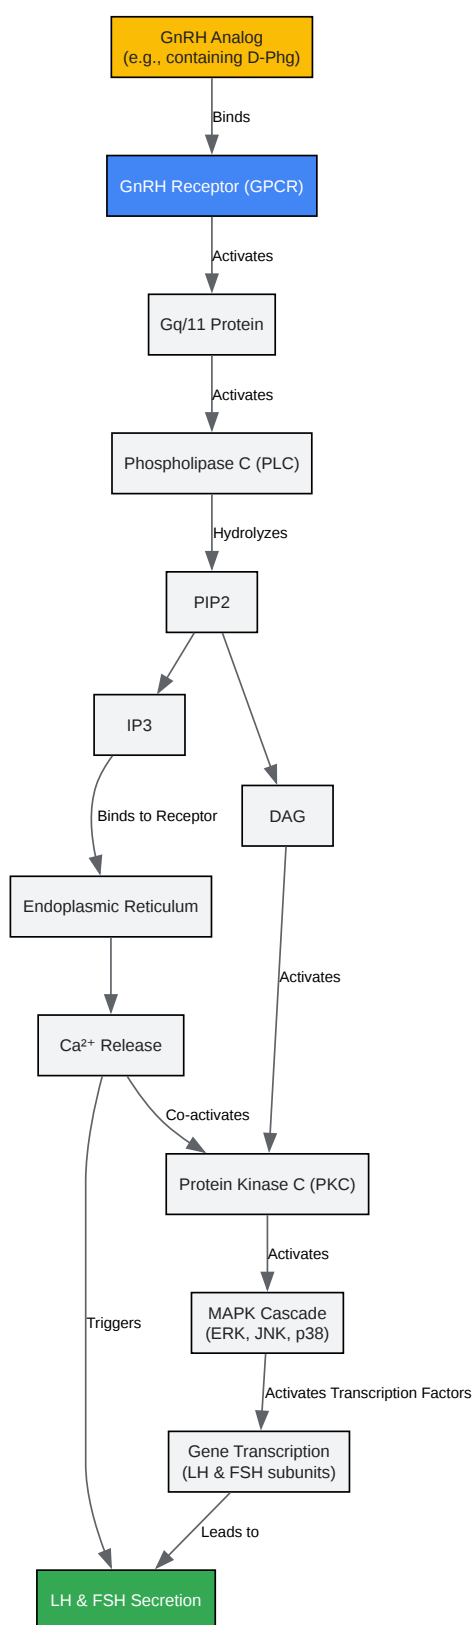 GnRH Analog
(e.g., containing D-Phg)
Binds
GnRH Receptor (GPCR)
Activates
Gq/11 Protein
Activates
Phospholipase C (PLC)
Hydrolyzes
PIP2
IP3
DAG
Binds to Receptor
Endoplasmic Reticulum
Activates
Ca²⁺ Release
Co-activates
Protein Kinase C (PKC)
Activates
MAPK Cascade
(ERK, JNK, p38)
Triggers
Activates Transcription Factors
Gene Transcription
(LH & FSH subunits)
Leads to
LH & FSH Secretion